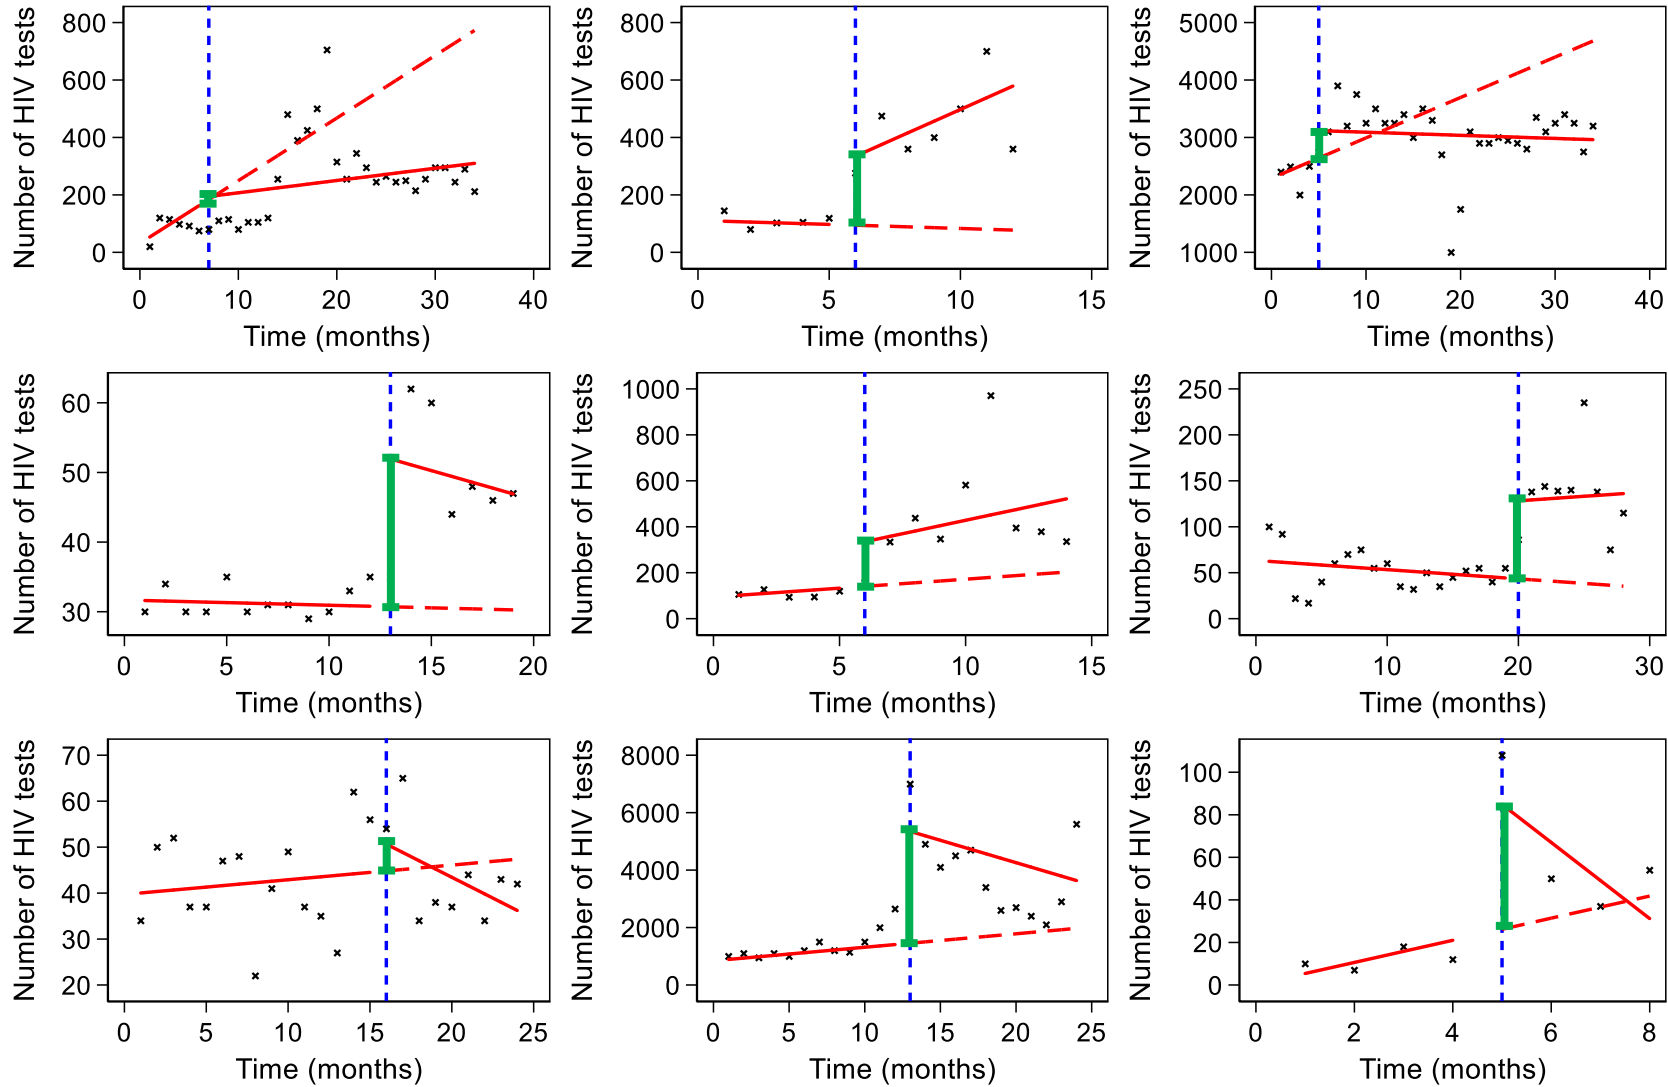 Number of HIV tests
800
600
400
200
0
0 10 20 30 40
Time (months)
Number of HIV tests
800
600
400
200
0
0 5 10 15
Time (months)
Number of HIV tests
5000
4000
3000
2000
1000
0 10 20 30 40
Time (months)
Number of HIV tests
60
50
40
30
0 5 10 15 20
Time (months)
Number of HIV tests
1000
800
600
400
200
0
0 5 10 15
Time (months)
Number of HIV tests
250
200
150
100
50
0
0 10 20 30
Time (months)
Number of HIV tests
70
60
50
40
30
20
0 5 10 15 20 25
Time (months)
Number of HIV tests
8000
6000
4000
2000
0
0 5 10 15 20 25
Time (months)
Number of HIV tests
100
80
60
40
20
0
0 2 4 6 8
Time (months)